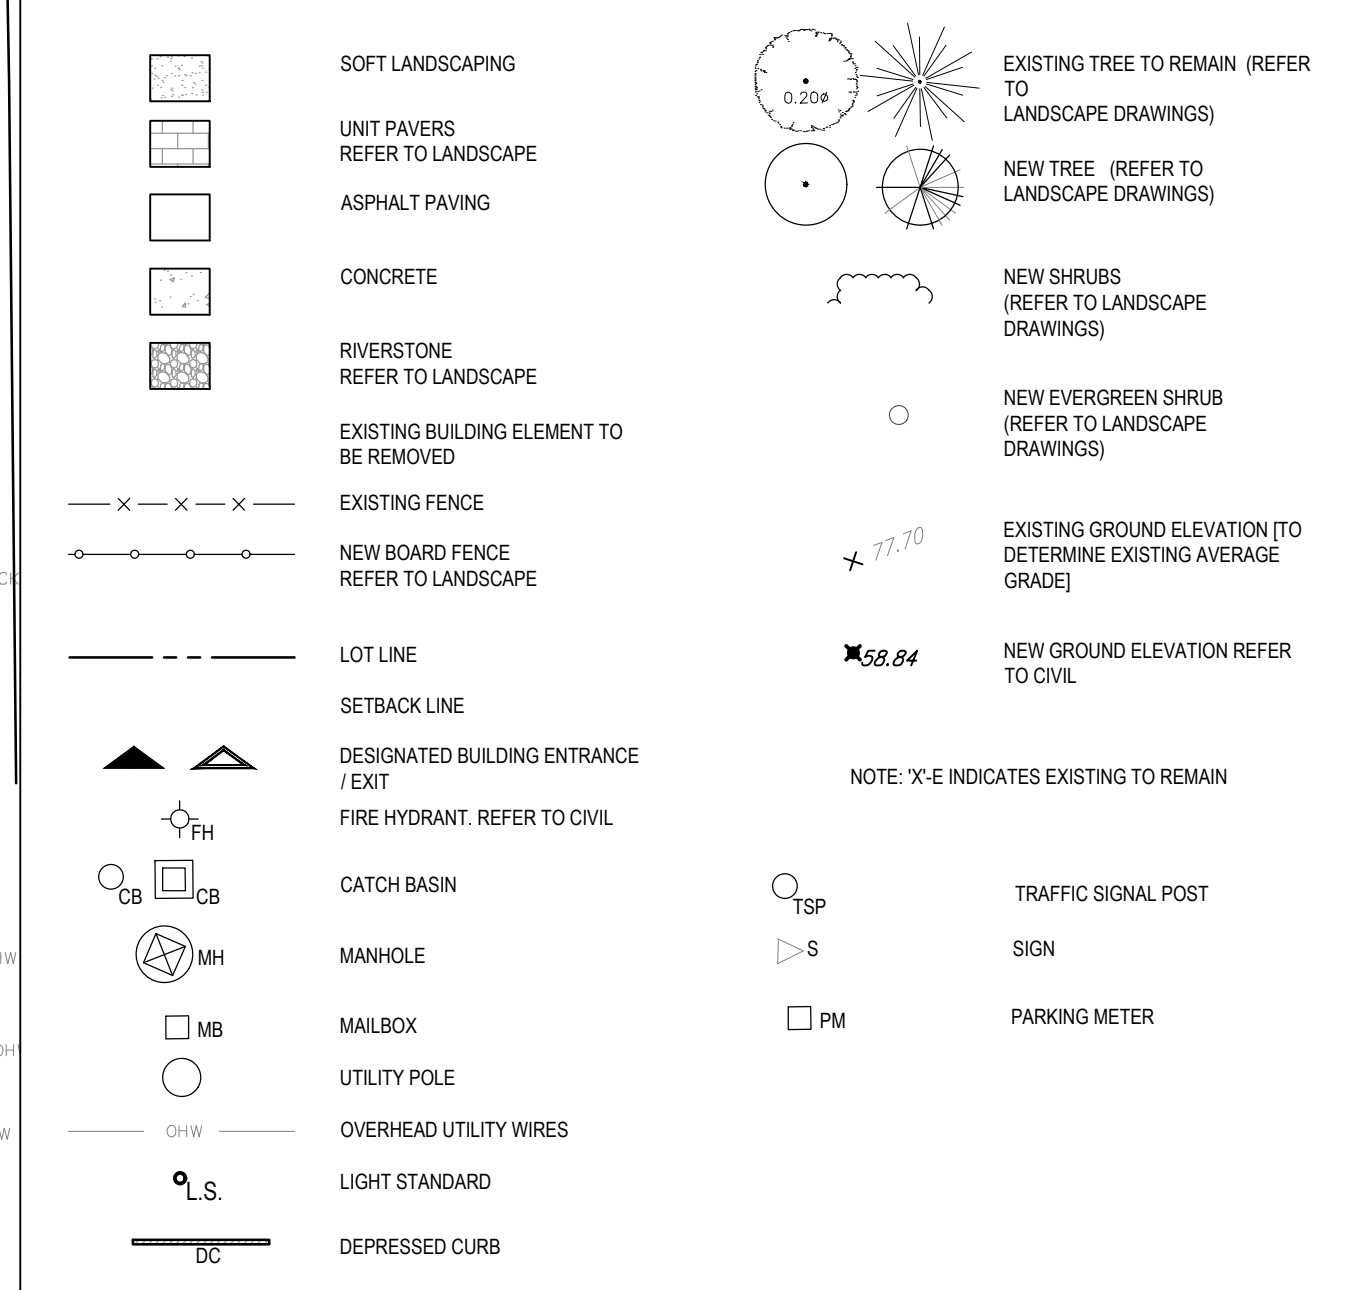 SOFT LANDSCAPING
UNIT PAVERS
REFER TO LANDSCAPE
ASPHALT PAVING
CONCRETE
RIVERSTONE
REFER TO LANDSCAPE
EXISTING BUILDING ELEMENT TO
BE REMOVED
EXISTING FENCE
NEW BOARD FENCE
REFER TO LANDSCAPE
LOT LINE
SETBACK LINE
DESIGNATED BUILDING ENTRANCE
/ EXIT
FH
FIRE HYDRANT. REFER TO CIVIL
CB CB
CATCH BASIN
MH
MANHOLE
MB
MAILBOX
UTILITY POLE
OHW
OVERHEAD UTILITY WIRES
L.S.
LIGHT STANDARD
DC
DEPRESSED CURB
0.20ø
EXISTING TREE TO REMAIN (REFER
TO
LANDSCAPE DRAWINGS)
NEW TREE (REFER TO
LANDSCAPE DRAWINGS)
NEW SHRUBS
(REFER TO LANDSCAPE
DRAWINGS)
NEW EVERGREEN SHRUB
(REFER TO LANDSCAPE
DRAWINGS)
77.70
EXISTING GROUND ELEVATION [TO
DETERMINE EXISTING AVERAGE
GRADE]
58.84
NEW GROUND ELEVATION REFER
TO CIVIL
NOTE: 'X'-E INDICATES EXISTING TO REMAIN
TSP
TRAFFIC SIGNAL POST
S
SIGN
PM
PARKING METER